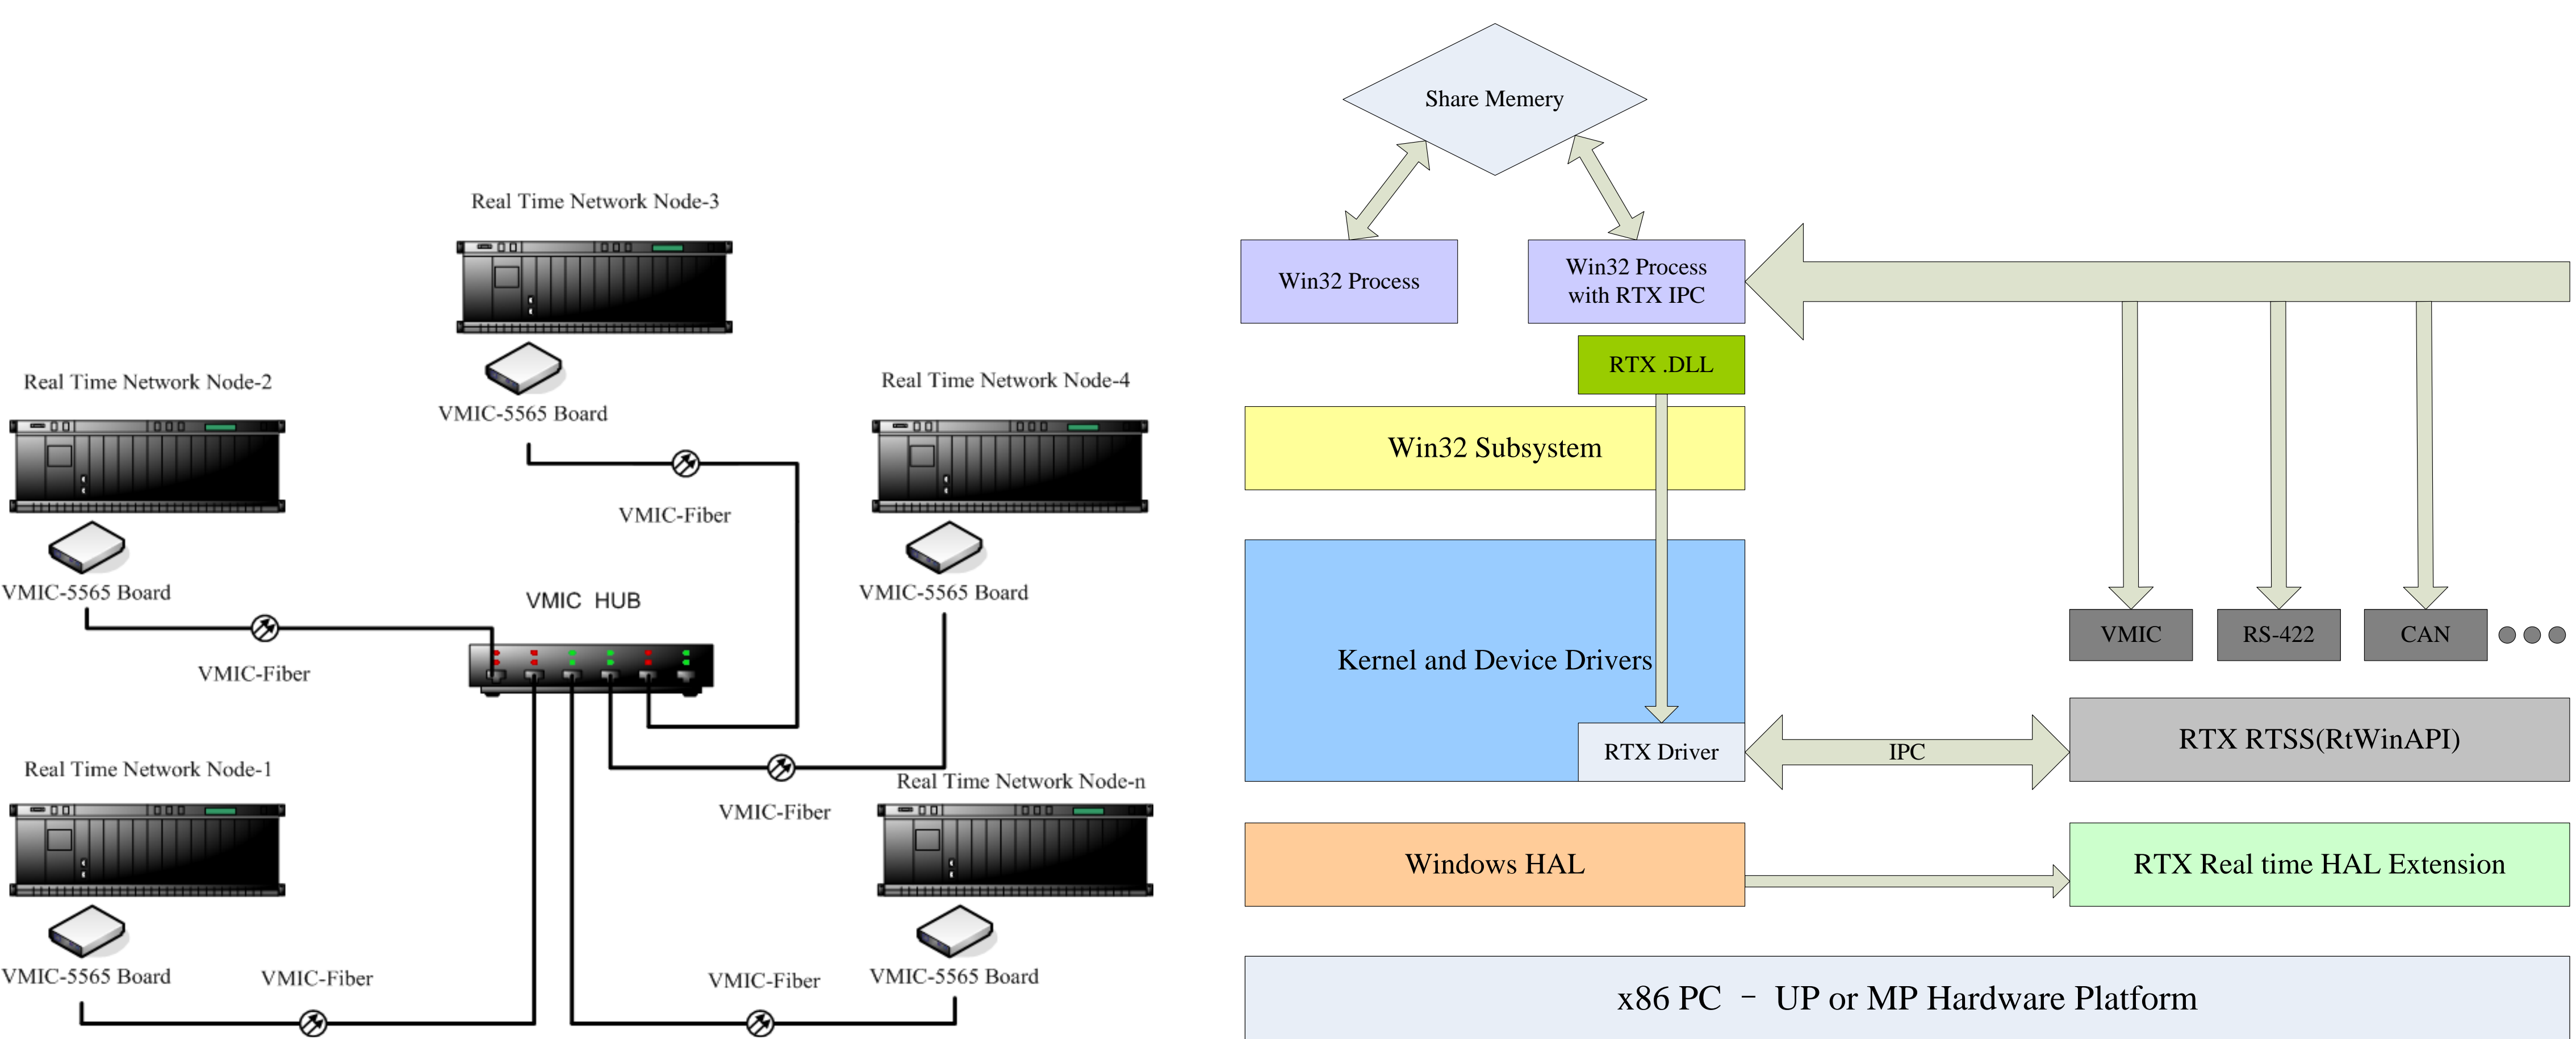 Real Time Network Node-3
VMIC-5565 Board
VMIC-Fiber
Real Time Network Node-2
VMIC-5565 Board
VMIC-Fiber
Real Time Network Node-4
VMIC-5565 Board
VMIC HUB
VMIC-Fiber
Real Time Network Node-1
VMIC-5565 Board
VMIC-Fiber
Real Time Network Node-n
VMIC-5565 Board
VMIC-Fiber
Share Memery
Win32 Process
Win32 Process
with RTX IPC
RTX .DLL
Win32 Subsystem
Kernel and Device Drivers
VMIC
RS-422
CAN
RTX Driver
IPC
RTX RTSS(RtWinAPI)
Windows HAL
RTX Real time HAL Extension
x86 PC - UP or MP Hardware Platform